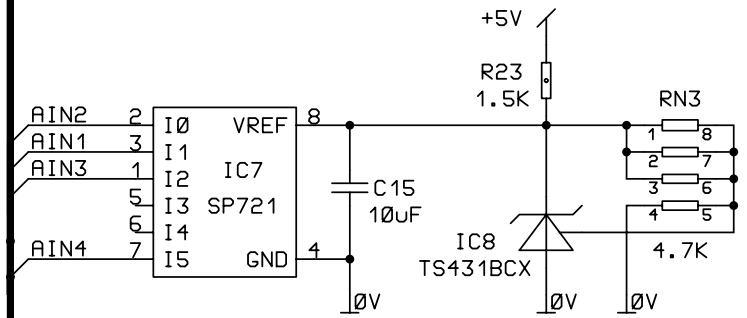 +5V
R23
1.5K
RN3
AIN2 2 I0 VREF 8
1 8
AIN1 3 I1
2 7
AIN3 1 I2 IC7
3 6
C15
5 I3 SP721
10uF
4 5
6 I4
IC8
4.7K
AIN4 7 I5 GND 4
TS431BCX
0V
0V
0V